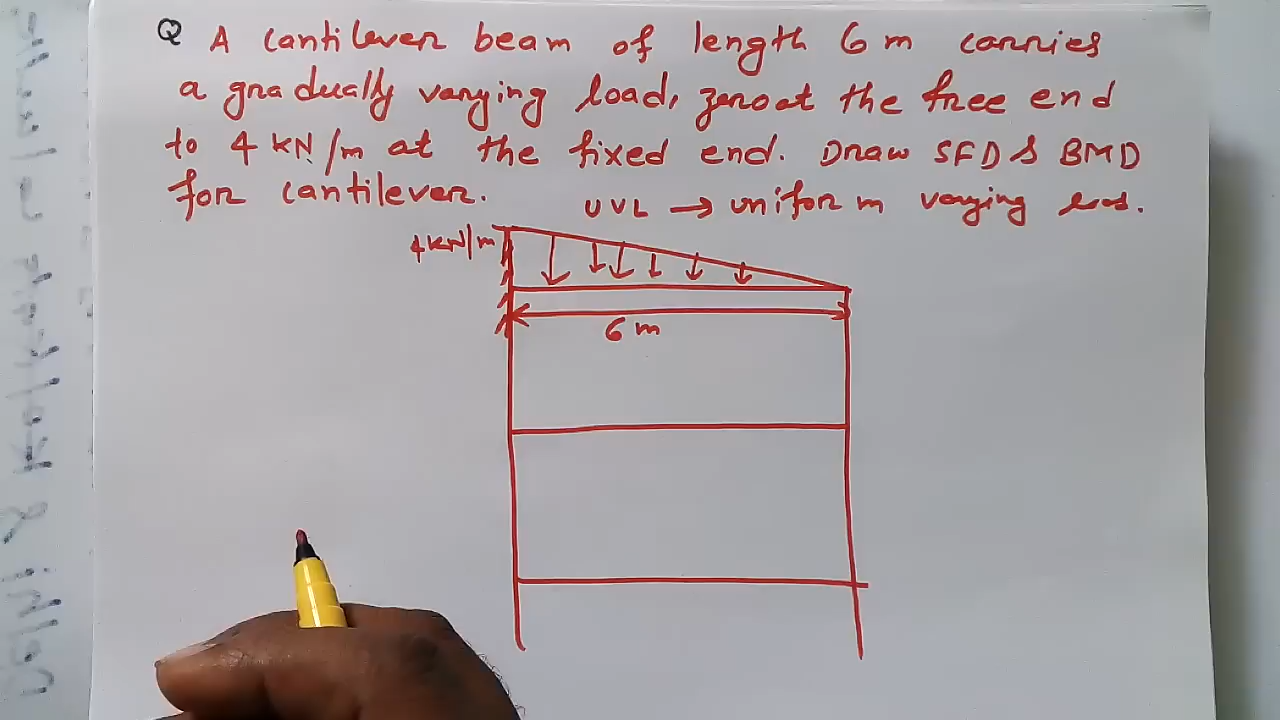 Q A cantilever beam of length 6 m carries
a gradually varying load, zero at the free end
to 4 kN/m at the fixed end. Draw SFD & BMD
for cantilever.
UVL → uniform varying load.
4 kN/m
6 m